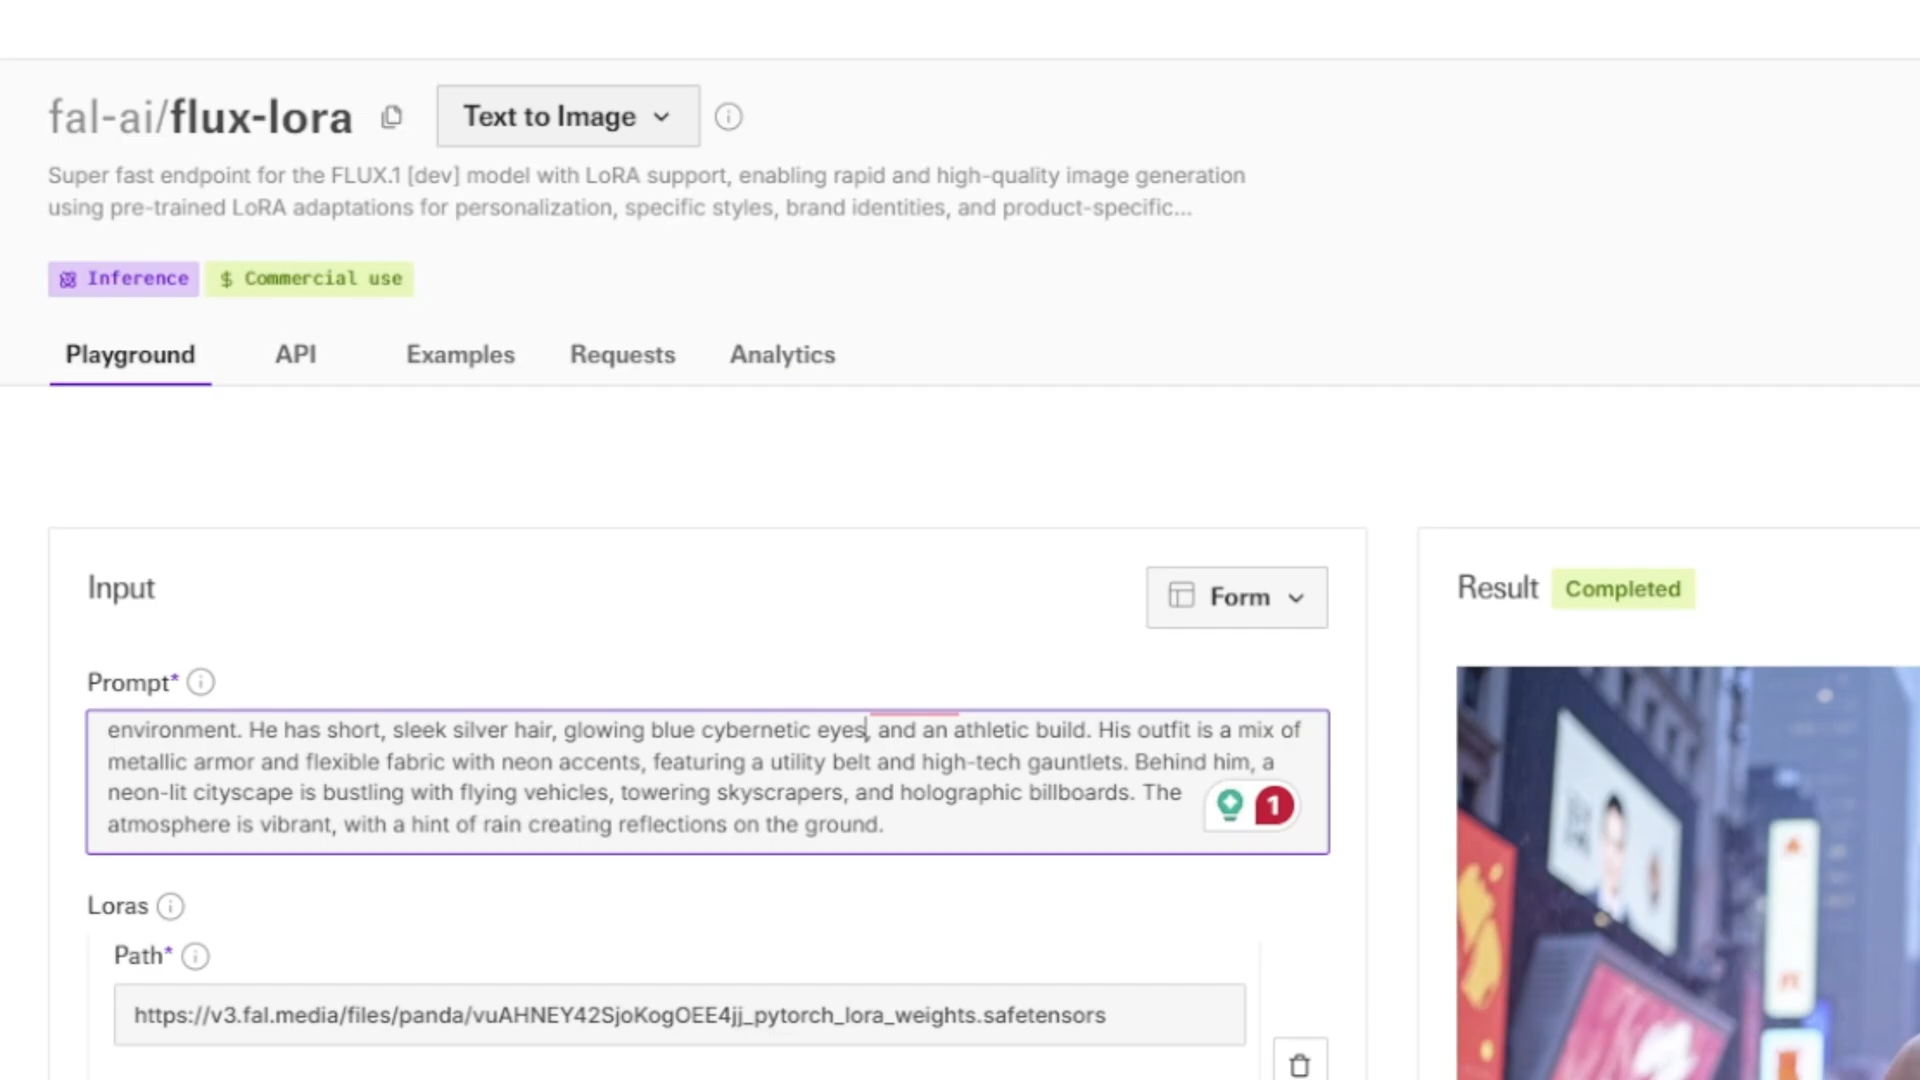 fal-ai/flux-lora
Text to Image
Super fast endpoint for the FLUX.1 [dev] model with LoRA support, enabling rapid and high-quality image generation
using pre-trained LoRA adaptations for personalization, specific styles, brand identities, and product-specific...
Inference
$ Commercial use
Playground
API
Examples
Requests
Analytics
Input
Form
Prompt*
environment. He has short, sleek silver hair, glowing blue cybernetic eyes, and an athletic build. His outfit is a mix of
metallic armor and flexible fabric with neon accents, featuring a utility belt and high-tech gauntlets. Behind him, a
neon-lit cityscape is bustling with flying vehicles, towering skyscrapers, and holographic billboards. The
atmosphere is vibrant, with a hint of rain creating reflections on the ground.
1
Loras
Path*
https://v3.fal.media/files/panda/vuAHNEY42SjoKogOEE4jj_pytorch_lora_weights.safetensors
Result
Completed